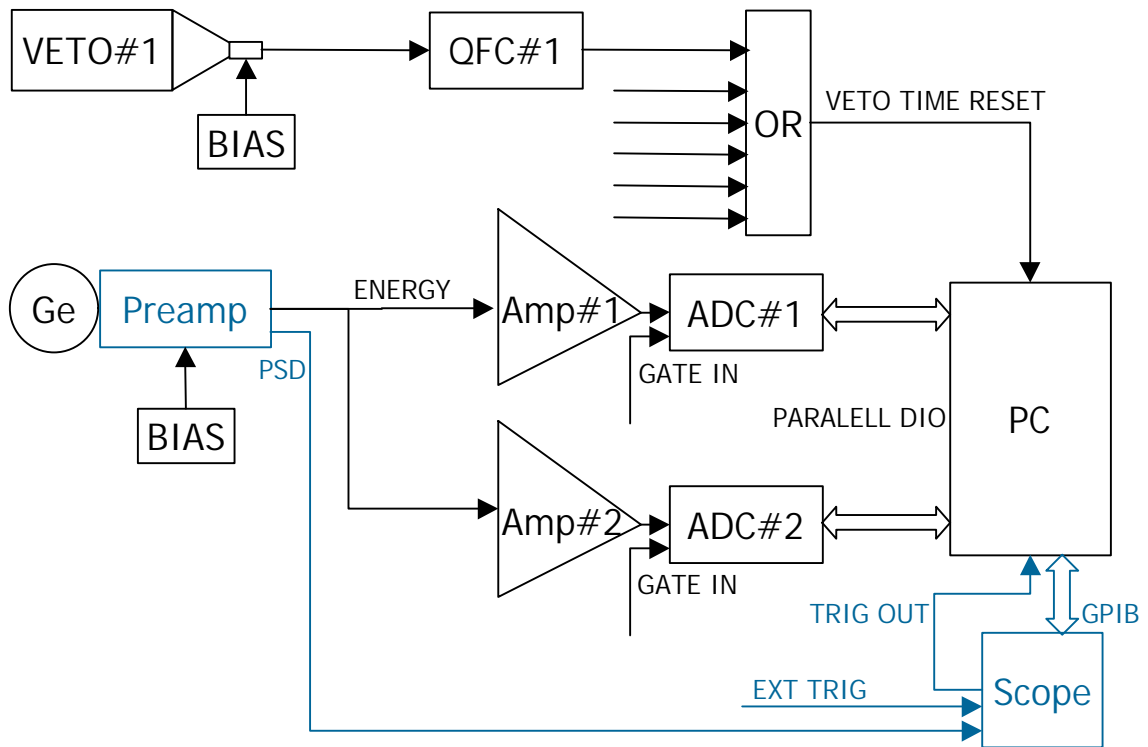 VETO#1
QFC#1
OR
VETO TIME RESET
BIAS
Ge
Preamp
ENERGY
Amp#1
ADC#1
PSD
GATE IN
BIAS
PARALELL DIO
PC
Amp#2
ADC#2
GATE IN
TRIG OUT
GPIB
EXT TRIG
Scope